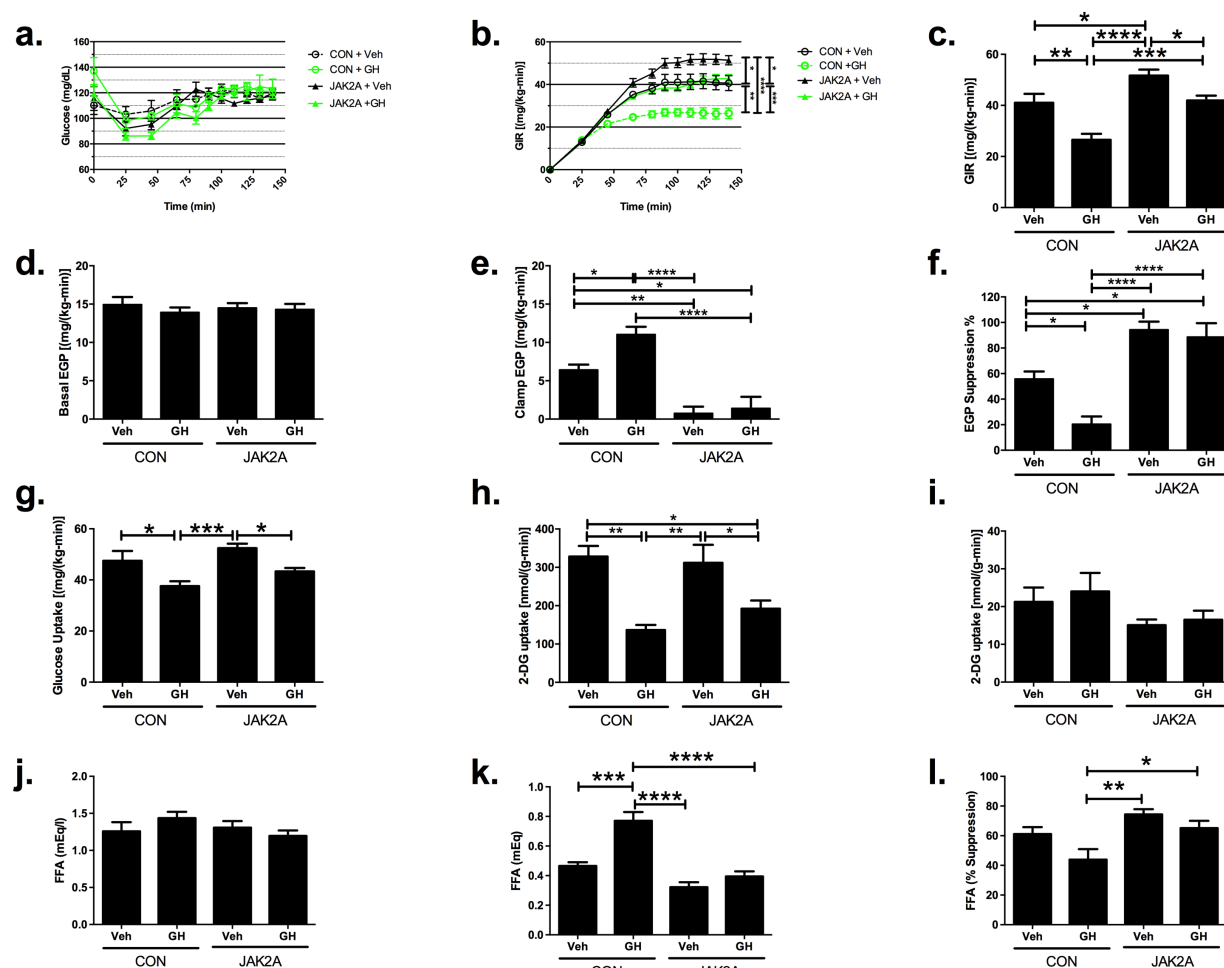 a.
Glucose (mg/dL)
160
140
120
100
80
60
0
25
50
75
100
125
150
Time (min)
CON + Veh
CON +GH
JAK2A + Veh
JAK2A +GH
b.
GIR [(mg/(kg-min)]
60
40
20
0
0
25
50
75
100
125
150
Time (min)
CON + Veh
CON + GH
JAK2A + Veh
JAK2A + GH
*
**
****
*
***
c.
GIR [(mg/(kg-min)]
60
40
20
0
*
**** *
** ***
Veh GH Veh GH
CON JAK2A
d.
Basal EGP [(mg/(kg-min)]
20
15
10
5
0
Veh GH Veh GH
CON JAK2A
e.
Clamp EGP [(mg/(kg-min)]
20
15
10
5
0
* ****
*
**
****
Veh GH Veh GH
CON JAK2A
f.
EGP Suppression %
120
100
80
60
40
20
0
****
****
*
*
*
Veh GH Veh GH
CON JAK2A
g.
Glucose Uptake [(mg/(kg-min)]
60
40
20
0
* *** *
Veh GH Veh GH
CON JAK2A
h.
2-DG uptake [nmol/(g-min)]
400
300
200
100
0
*
** ** *
Veh GH Veh GH
CON JAK2A
i.
2-DG uptake [nmol/(g-min)]
40
30
20
10
0
Veh GH Veh GH
CON JAK2A
j.
FFA (mEq/l)
2.0
1.5
1.0
0.5
0.0
Veh GH Veh GH
CON JAK2A
k.
FFA (mEq)
1.0
0.8
0.6
0.4
0.2
0.0
****
***
****
Veh GH Veh GH
CON JAK2A
l.
FFA (% Suppression)
100
80
60
40
20
0
*
**
Veh GH Veh GH
CON JAK2A